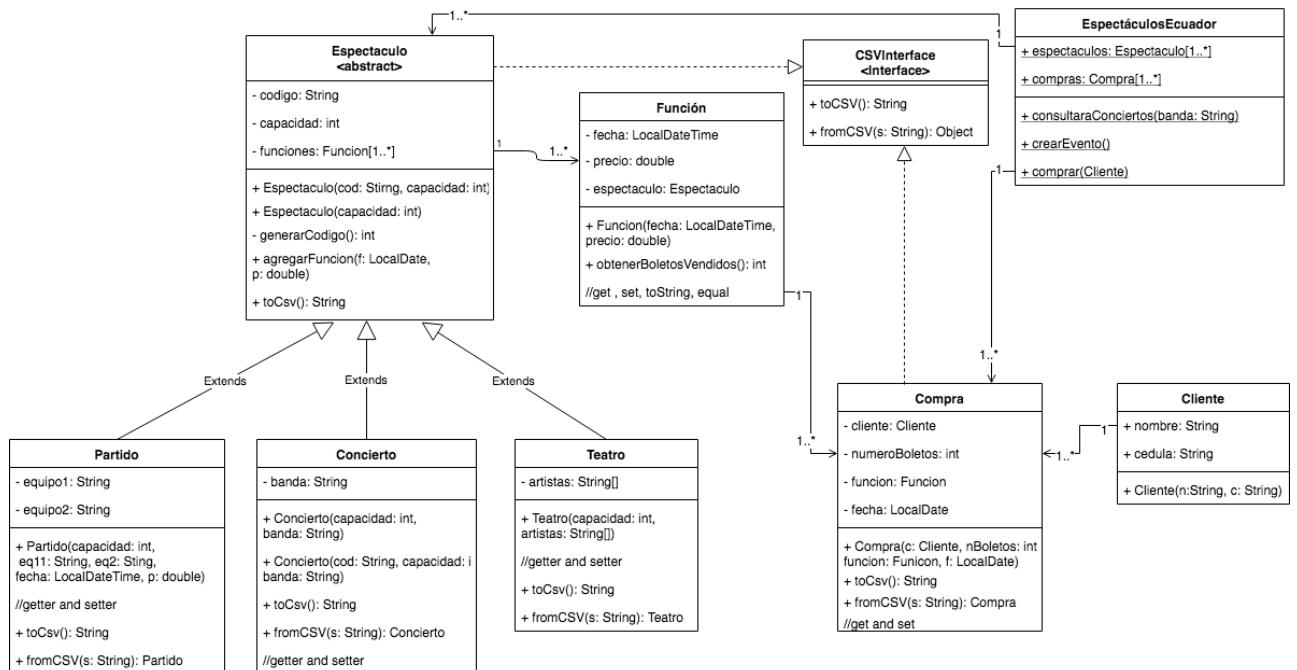 EspectáculosEcuador
+ espectaculos: Espectaculo[1..*]
+ compras: Compra[1..*]
+ consultaraConciertos(banda: String)
+ crearEvento()
+ comprar(Cliente)
1..*
1
1
1..*
Espectaculo
<abstract>
- codigo: String
- capacidad: int
- funciones: Funcion[1..*]
+ Espectaculo(cod: Stirng, capacidad: int)
+ Espectaculo(capacidad: int)
- generarCodigo(): int
+ agregarFuncion(f: LocalDate,
p: double)
+ toCsv(): String
1
1..*
CSVInterface
<Interface>
+ toCSV(): String
+ fromCSV(s: String): Object
Función
- fecha: LocalDateTime
- precio: double
- espectaculo: Espectaculo
+ Funcion(fecha: LocalDateTime,
precio: double)
+ obtenerBoletosVendidos(): int
//get , set, toString, equal
1
1..*
Extends
Extends
Extends
Partido
- equipo1: String
- equipo2: String
+ Partido(capacidad: int,
eq11: String, eq2: Sting,
fecha: LocalDateTime, p: double)
//getter and setter
+ toCsv(): String
+ fromCSV(s: String): Partido
Concierto
- banda: String
+ Concierto(capacidad: int,
banda: String)
+ Concierto(cod: String, capacidad: i
banda: String)
+ toCsv(): String
+ fromCSV(s: String): Concierto
//getter and setter
Teatro
- artistas: String[]
+ Teatro(capacidad: int,
artistas: String[])
//getter and setter
+ toCsv(): String
+ fromCSV(s: String): Teatro
Compra
- cliente: Cliente
- numeroBoletos: int
- funcion: Funcion
- fecha: LocalDate
+ Compra(c: Cliente, nBoletos: int
funcion: Funicon, f: LocalDate)
+ toCsv(): String
+ fromCSV(s: String): Compra
//get and set
1..*
1
Cliente
+ nombre: String
+ cedula: String
+ Cliente(n:String, c: String)